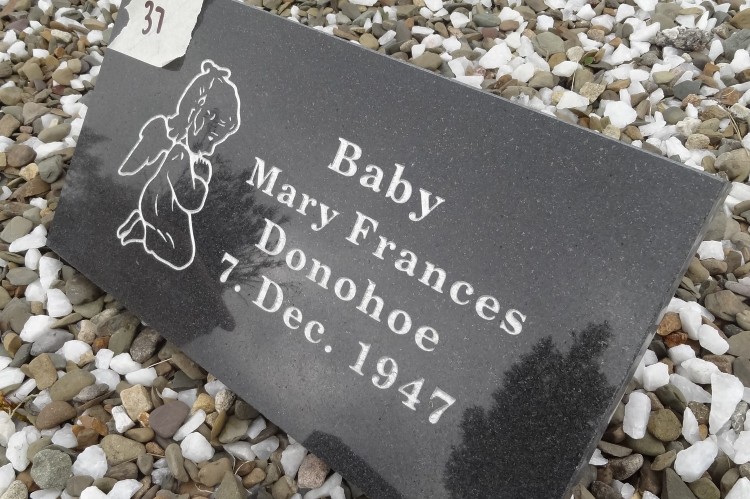 37
Baby
Mary Frances
Donohoe
7. Dec. 1947